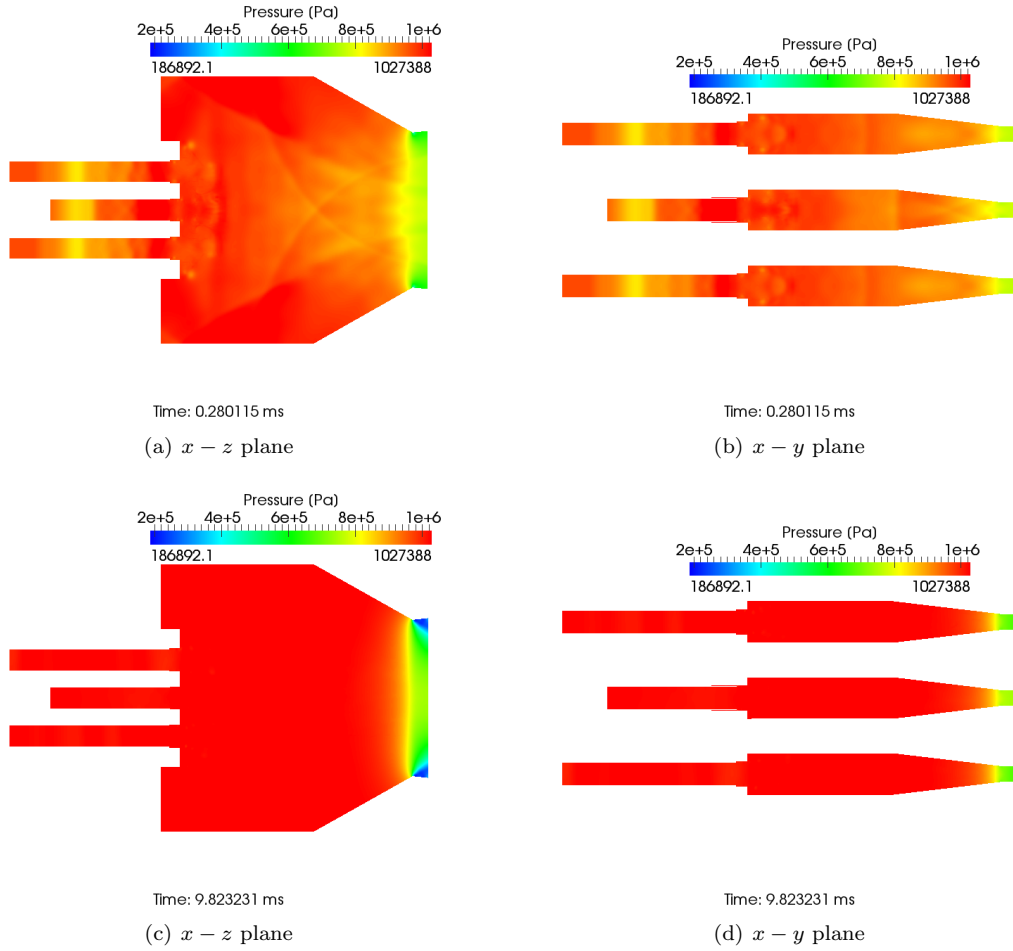 Pressure [Pa]
2e+5 4e+5 6e+5 8e+5 1e+6
186892.1 1027388
Time: 0.280115 ms
(a) x − z plane
Pressure [Pa]
2e+5 4e+5 6e+5 8e+5 1e+6
186892.1 1027388
Time: 0.280115 ms
(b) x − y plane
Pressure [Pa]
2e+5 4e+5 6e+5 8e+5 1e+6
186892.1 1027388
Time: 9.823231 ms
(c) x − z plane
Pressure [Pa]
2e+5 4e+5 6e+5 8e+5 1e+6
186892.1 1027388
Time: 9.823231 ms
(d) x − y plane